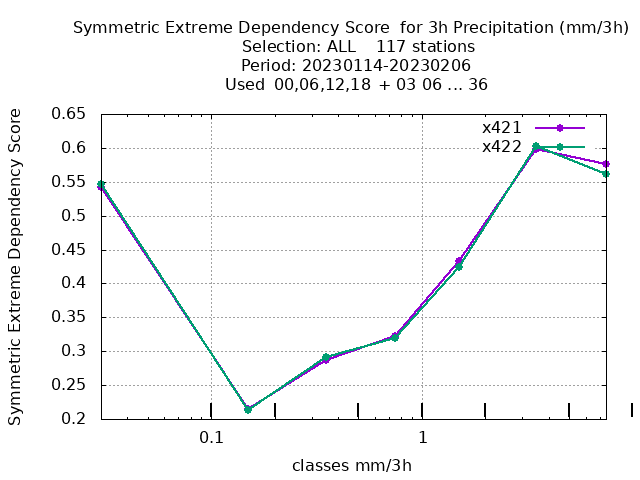 Symmetric Extreme Dependency Score  for 3h Precipitation (mm/3h)
Selection: ALL    117 stations
Period: 20230114-20230206
Used  00,06,12,18  + 03 06 ... 36
Symmetric Extreme Dependency Score
0.65
0.6
0.55
0.5
0.45
0.4
0.35
0.3
0.25
0.2
x421
x422
0.1
1
classes mm/3h